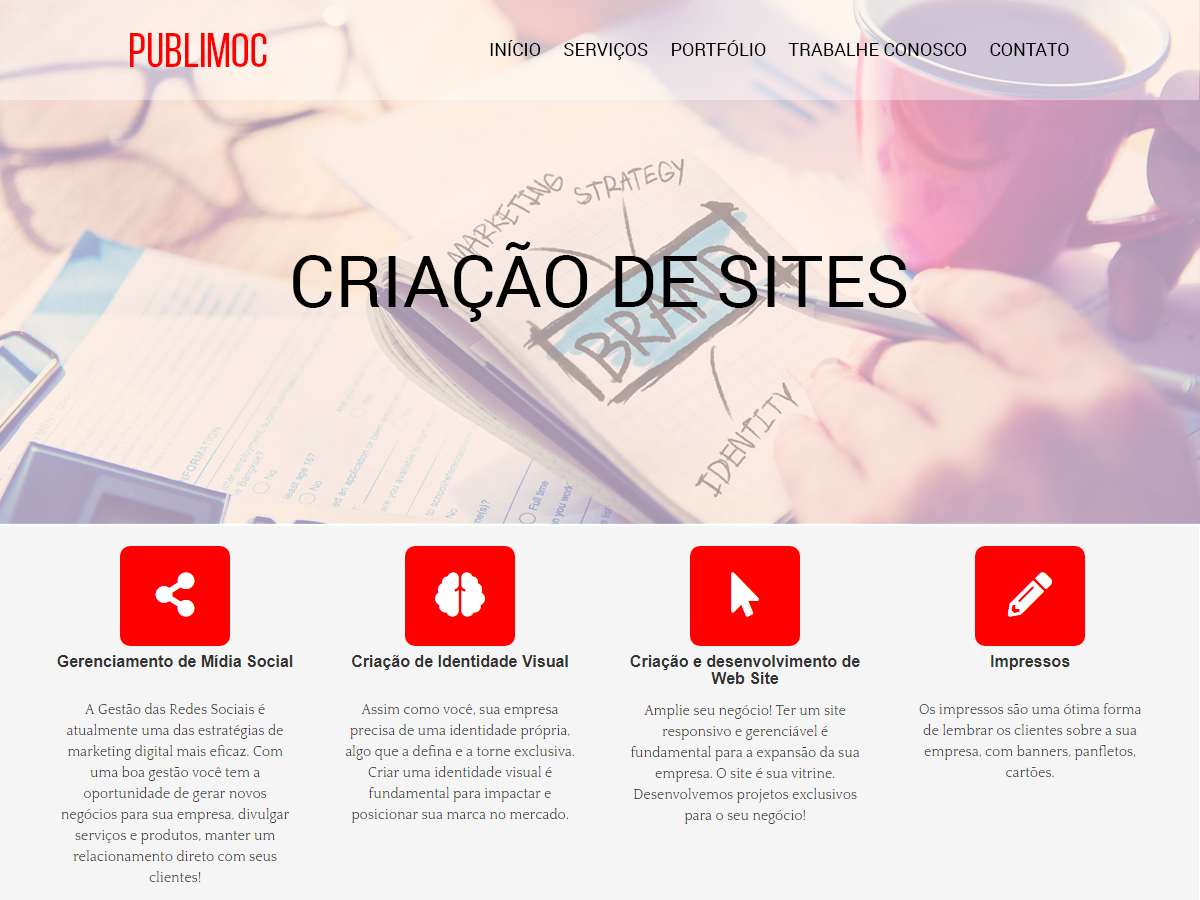 PUBLIMOC
INÍCIO SERVIÇOS PORTFÓLIO TRABALHE CONOSCO CONTATO
MARKETING
STRATEGY
BRAND
IDENTITY
CRIAÇÃO DE SITES
INFORMATION
No
No
Full time
Gerenciamento de Mídia Social
A Gestão das Redes Sociais é
atualmente uma das estratégias de
marketing digital mais eficaz. Com
uma boa gestão você tem a
oportunidade de gerar novos
negócios para sua empresa, divulgar
serviços e produtos, manter um
relacionamento direto com seus
clientes!
Criação de Identidade Visual
Assim como você, sua empresa
precisa de uma identidade própria,
algo que a defina e a torne exclusiva.
Criar uma identidade visual é
fundamental para impactar e
posicionar sua marca no mercado.
Criação e desenvolvimento de
Web Site
Amplie seu negócio! Ter um site
responsivo e gerenciável é
fundamental para a expansão da sua
empresa. O site é sua vitrine.
Desenvolvemos projetos exclusivos
para o seu negócio!
Impressos
Os impressos são uma ótima forma
de lembrar os clientes sobre a sua
empresa, com banners, panfletos,
cartões.